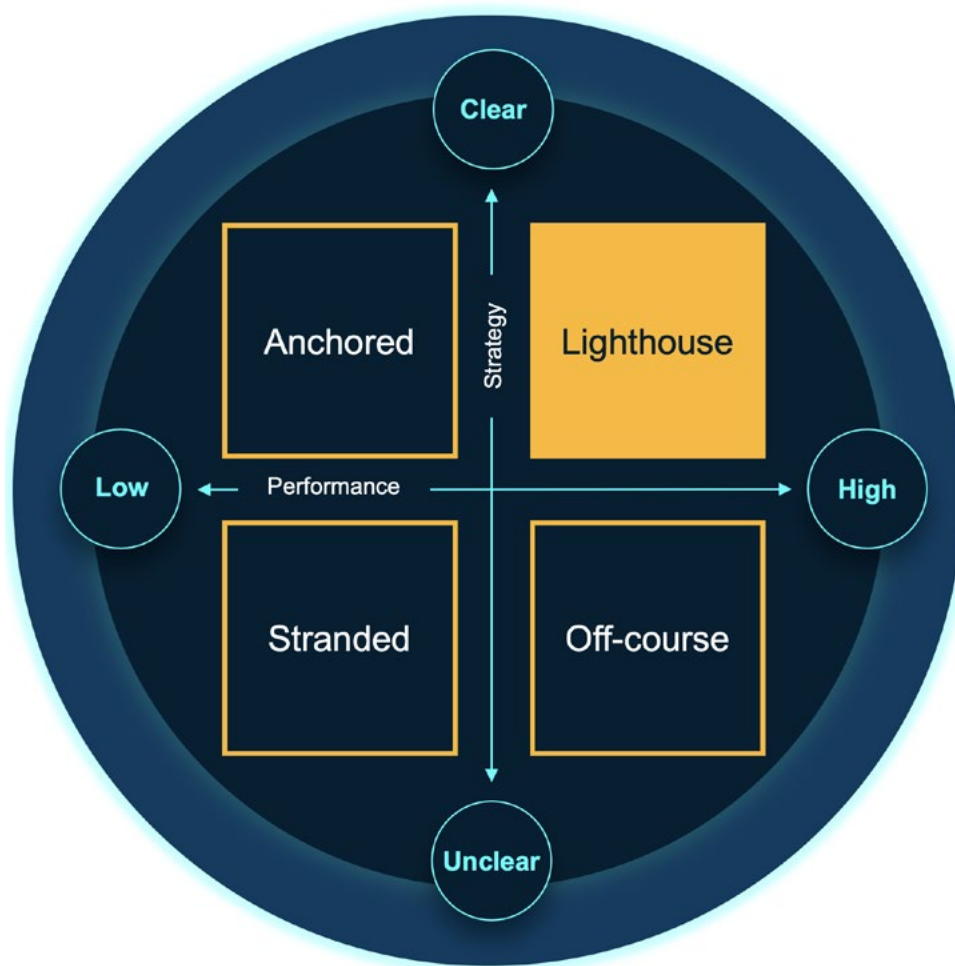 Clear
Anchored
Strategy
Lighthouse
Low
Performance
High
Stranded
Off-course
Unclear